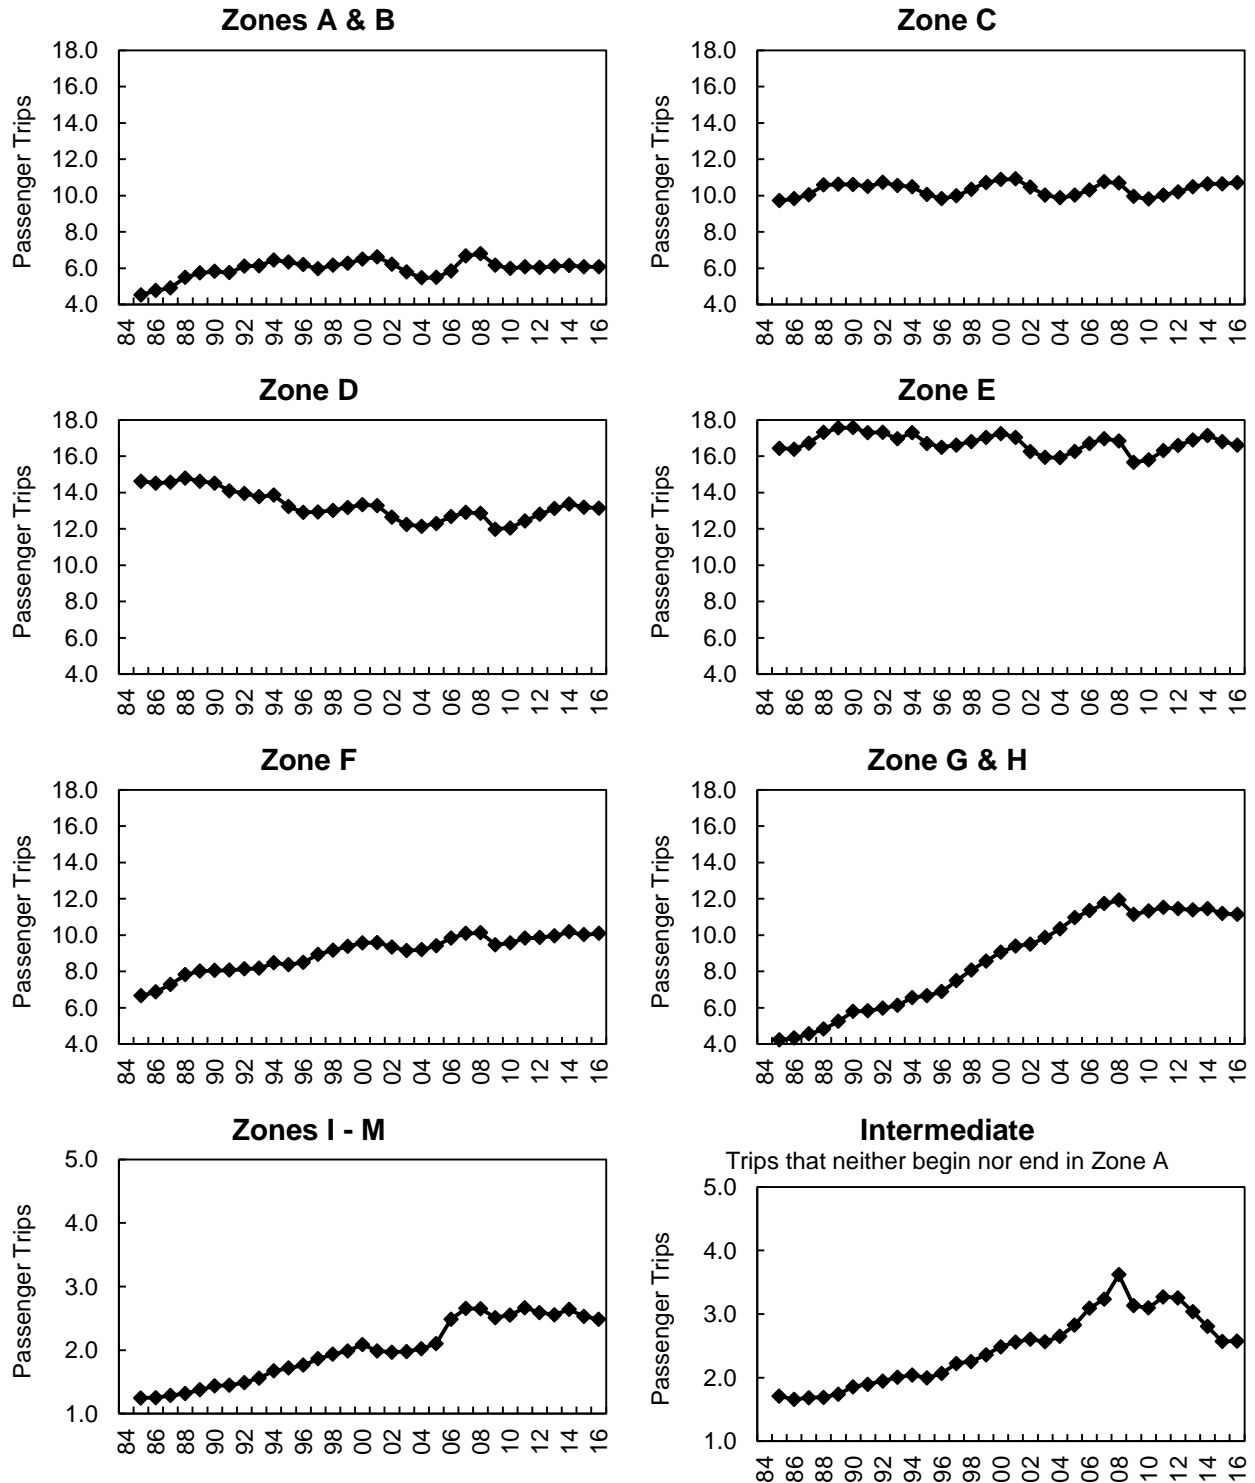 Zones A & B
Passenger Trips
18.0
16.0
14.0
12.0
10.0
8.0
6.0
4.0
84 86 88 90 92 94 96 98 00 02 04 06 08 10 12 14 16
Zone C
Passenger Trips
18.0
16.0
14.0
12.0
10.0
8.0
6.0
4.0
84 86 88 90 92 94 96 98 00 02 04 06 08 10 12 14 16
Zone D
Passenger Trips
18.0
16.0
14.0
12.0
10.0
8.0
6.0
4.0
84 86 88 90 92 94 96 98 00 02 04 06 08 10 12 14 16
Zone E
Passenger Trips
18.0
16.0
14.0
12.0
10.0
8.0
6.0
4.0
84 86 88 90 92 94 96 98 00 02 04 06 08 10 12 14 16
Zone F
Passenger Trips
18.0
16.0
14.0
12.0
10.0
8.0
6.0
4.0
84 86 88 90 92 94 96 98 00 02 04 06 08 10 12 14 16
Zone G & H
Passenger Trips
18.0
16.0
14.0
12.0
10.0
8.0
6.0
4.0
84 86 88 90 92 94 96 98 00 02 04 06 08 10 12 14 16
Zones I - M
Passenger Trips
5.0
4.0
3.0
2.0
1.0
84 86 88 90 92 94 96 98 00 02 04 06 08 10 12 14 16
Intermediate
Trips that neither begin nor end in Zone A
Passenger Trips
5.0
4.0
3.0
2.0
1.0
84 86 88 90 92 94 96 98 00 02 04 06 08 10 12 14 16